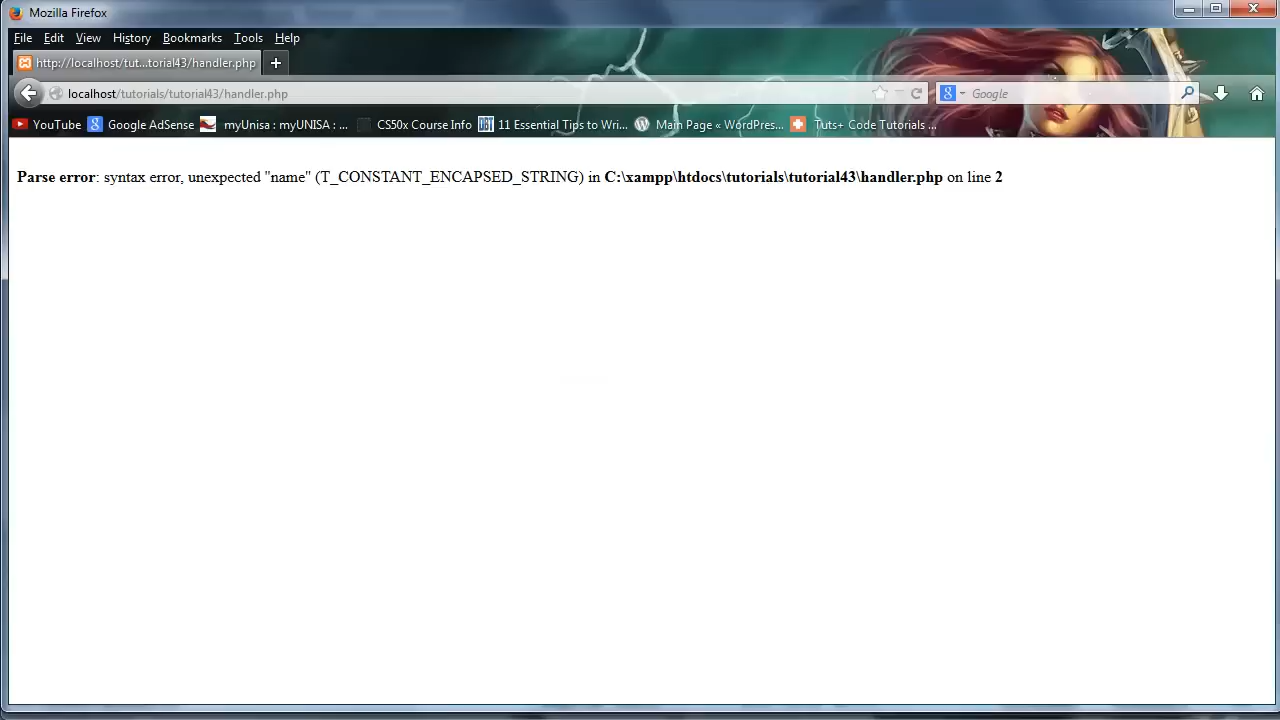 Mozilla Firefox
File Edit View History Bookmarks Tools Help
http://localhost/tut...torial43/handler.php +
localhost/tutorials/tutorial43/handler.php Google
YouTube Google AdSense myUnisa : myUNISA : ... CS50x Course Info 11 Essential Tips to Wri... Main Page « WordPres... Tuts+ Code Tutorials ...
Parse error: syntax error, unexpected "name" (T_CONSTANT_ENCAPSED_STRING) in C:\xampp\htdocs\tutorials\tutorial43\handler.php on line 2